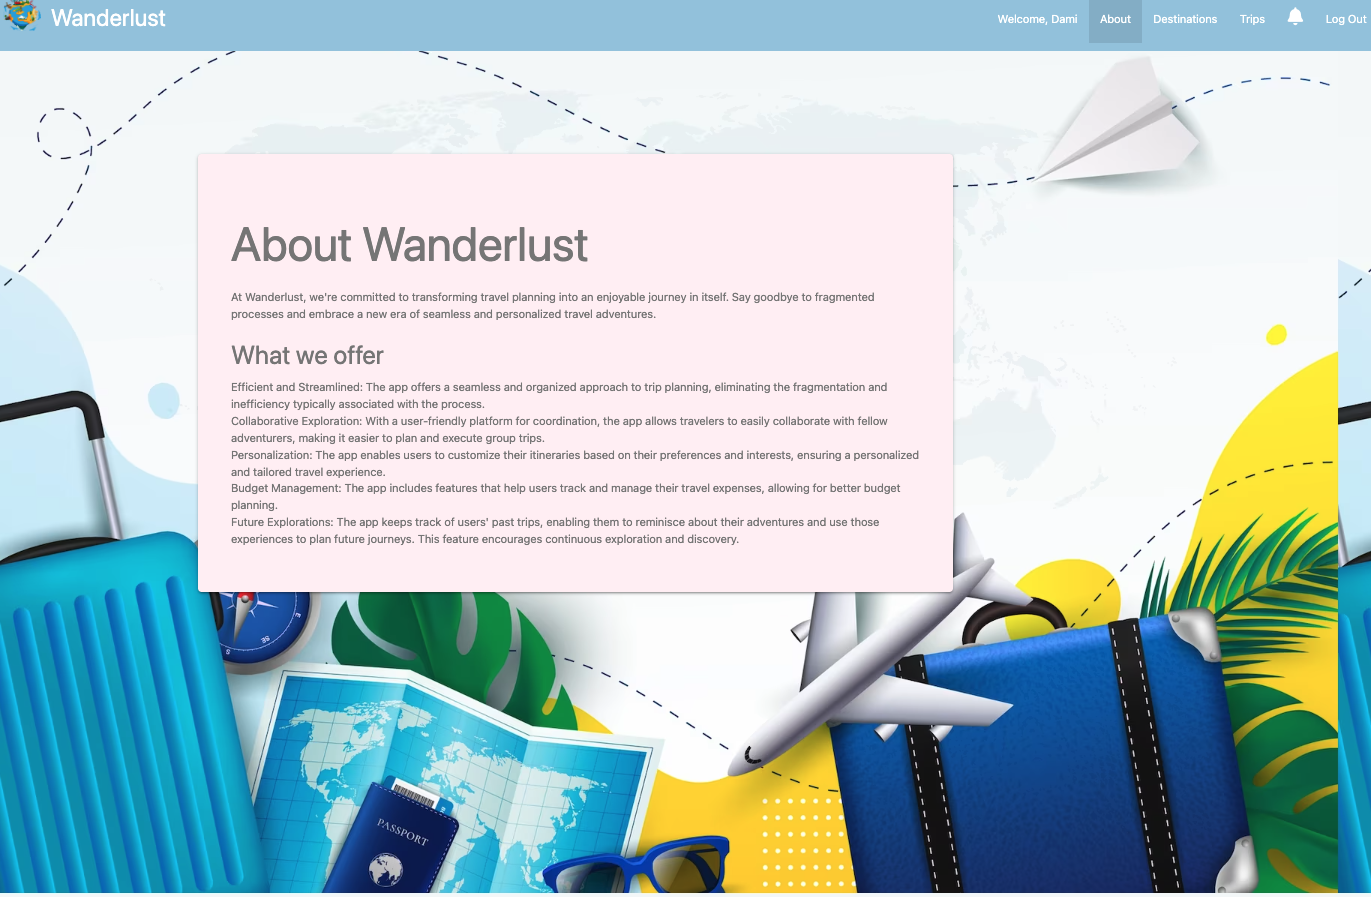 Wanderlust
Welcome, Dami
About
Destinations
Trips
Log Out
About Wanderlust
At Wanderlust, we're committed to transforming travel planning into an enjoyable journey in itself. Say goodbye to fragmented
processes and embrace a new era of seamless and personalized travel adventures.
What we offer
Efficient and Streamlined: The app offers a seamless and organized approach to trip planning, eliminating the fragmentation and
inefficiency typically associated with the process.
Collaborative Exploration: With a user-friendly platform for coordination, the app allows travelers to easily collaborate with fellow
adventurers, making it easier to plan and execute group trips.
Personalization: The app enables users to customize their itineraries based on their preferences and interests, ensuring a personalized
and tailored travel experience.
Budget Management: The app includes features that help users track and manage their travel expenses, allowing for better budget
planning.
Future Explorations: The app keeps track of users' past trips, enabling them to reminisce about their adventures and use those
experiences to plan future journeys. This feature encourages continuous exploration and discovery.
E
SE
S
PASSPORT